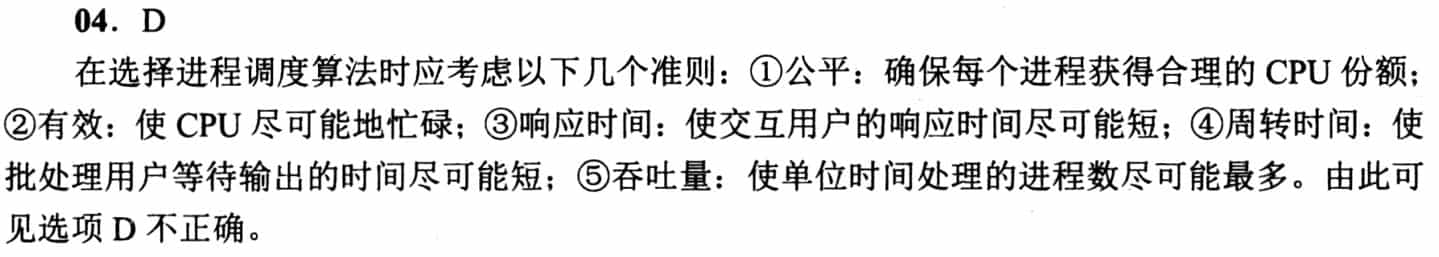 04. D
在选择进程调度算法时应考虑以下几个准则：①公平：确保每个进程获得合理的 CPU 份额；
②有效：使 CPU 尽可能地忙碌；③响应时间：使交互用户的响应时间尽可能短；④周转时间：使
批处理用户等待输出的时间尽可能短；⑤吞吐量：使单位时间处理的进程数尽可能最多。由此可
见选项 D 不正确。